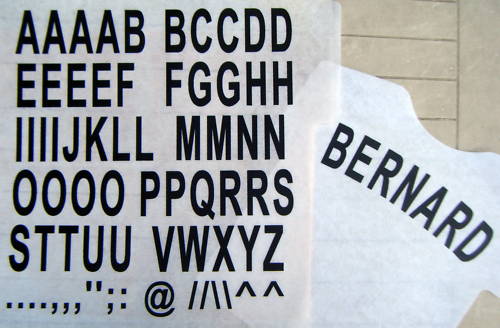 AAAAB BCCDD
EEEEF FGGHH
IIIIJKLL MMNN
OOOO PPQRRS
STTUU VWXYZ
....,,,";: @ //\\^^
BERNARD